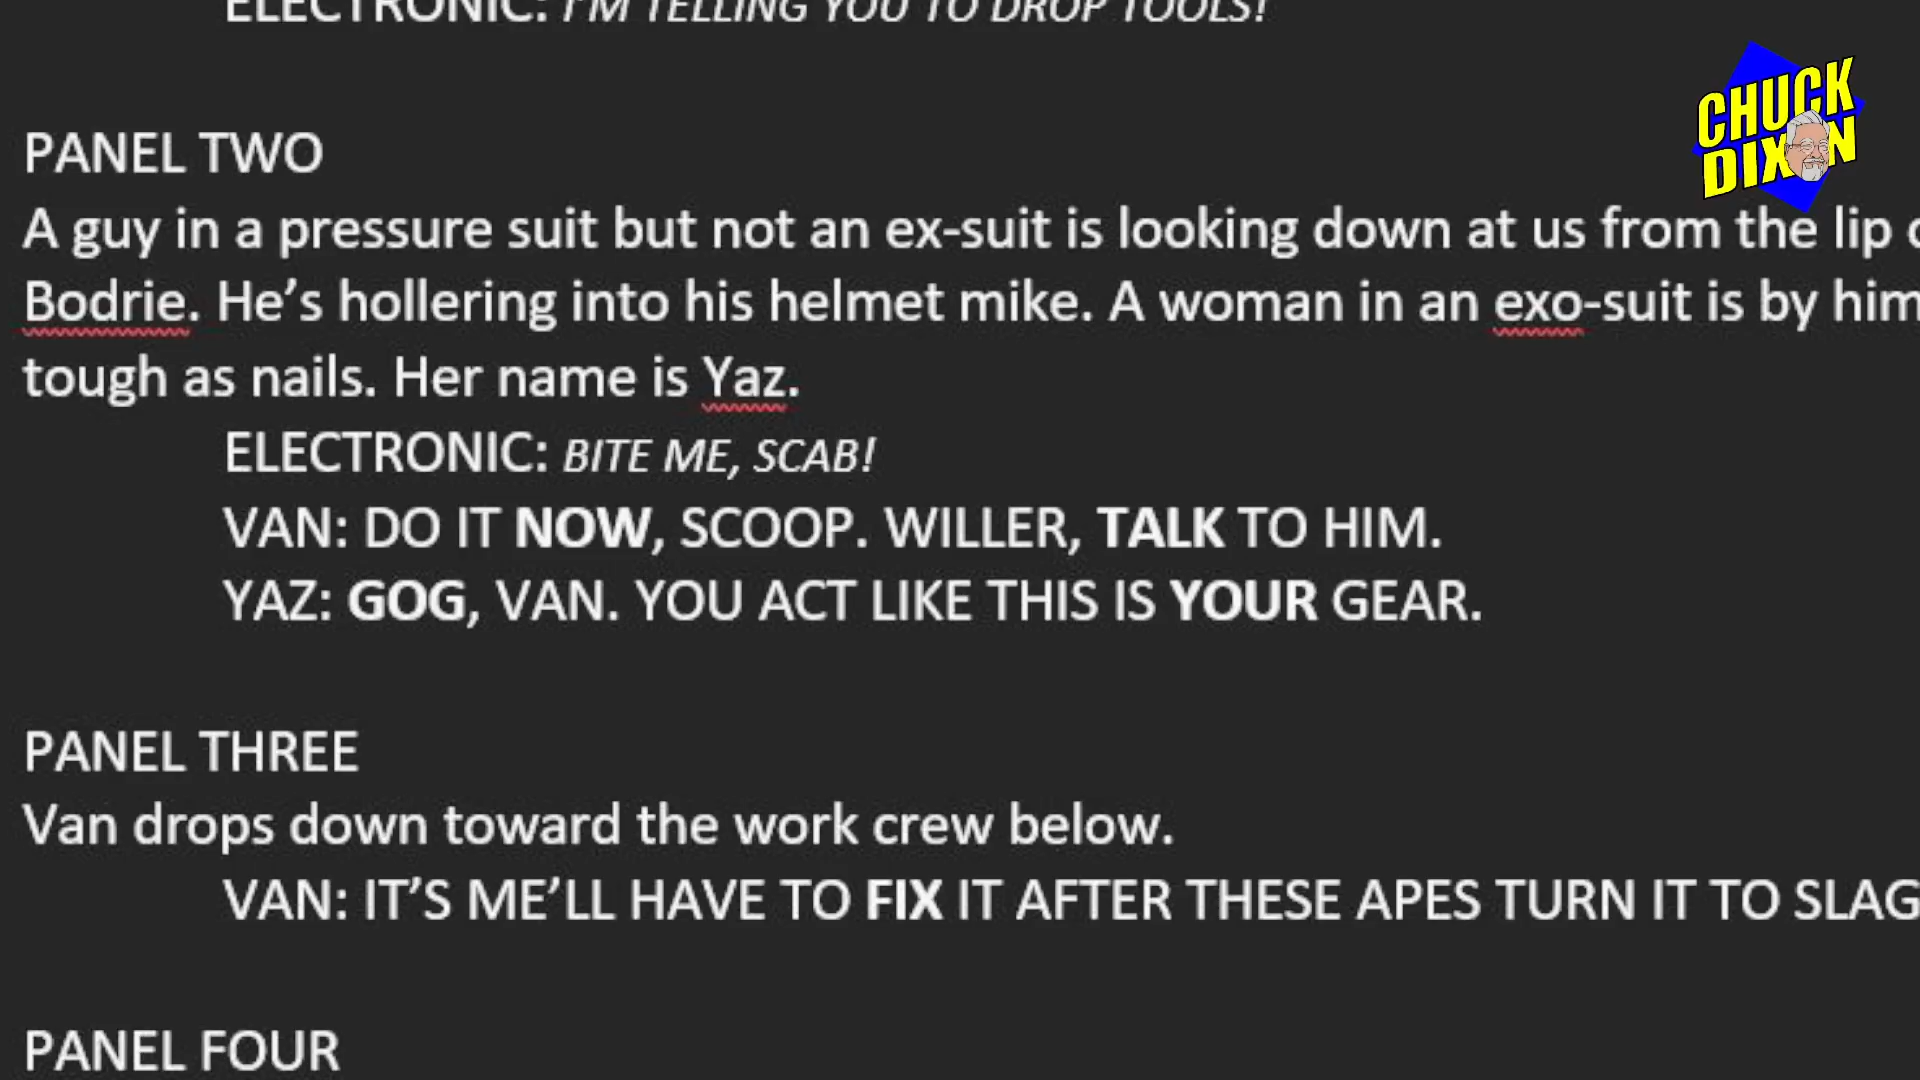 ELECTRONIC: I'M TELLING YOU TO DROP TOOLS!
CHUCK
DIXON
PANEL TWO
A guy in a pressure suit but not an ex-suit is looking down at us from the lip
Bodrie. He’s hollering into his helmet mike. A woman in an exo-suit is by him
tough as nails. Her name is Yaz.
ELECTRONIC: BITE ME, SCAB!
VAN: DO IT NOW, SCOOP. WILLER, TALK TO HIM.
YAZ: GOG, VAN. YOU ACT LIKE THIS IS YOUR GEAR.
PANEL THREE
Van drops down toward the work crew below.
VAN: IT’S ME’LL HAVE TO FIX IT AFTER THESE APES TURN IT TO SLAG
PANEL FOUR